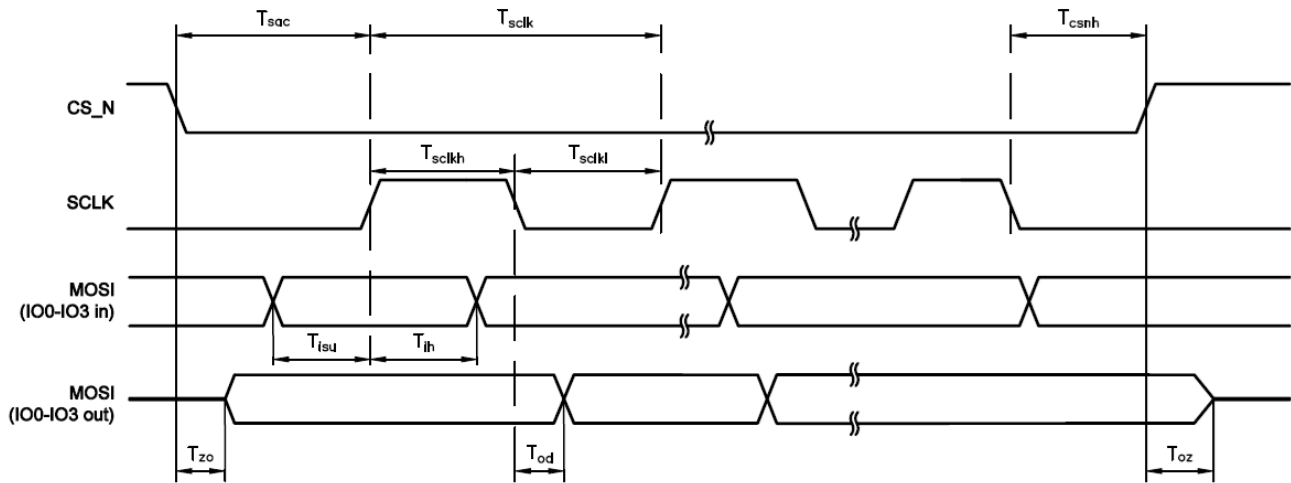 Tsac Tsclk Tcsnh
CS_N
Tsclkh Tsclkl
SCLK
MOSI
(IO0-IO3 in)
Tisu Tih
MOSI
(IO0-IO3 out)
Tzo Tod Toz